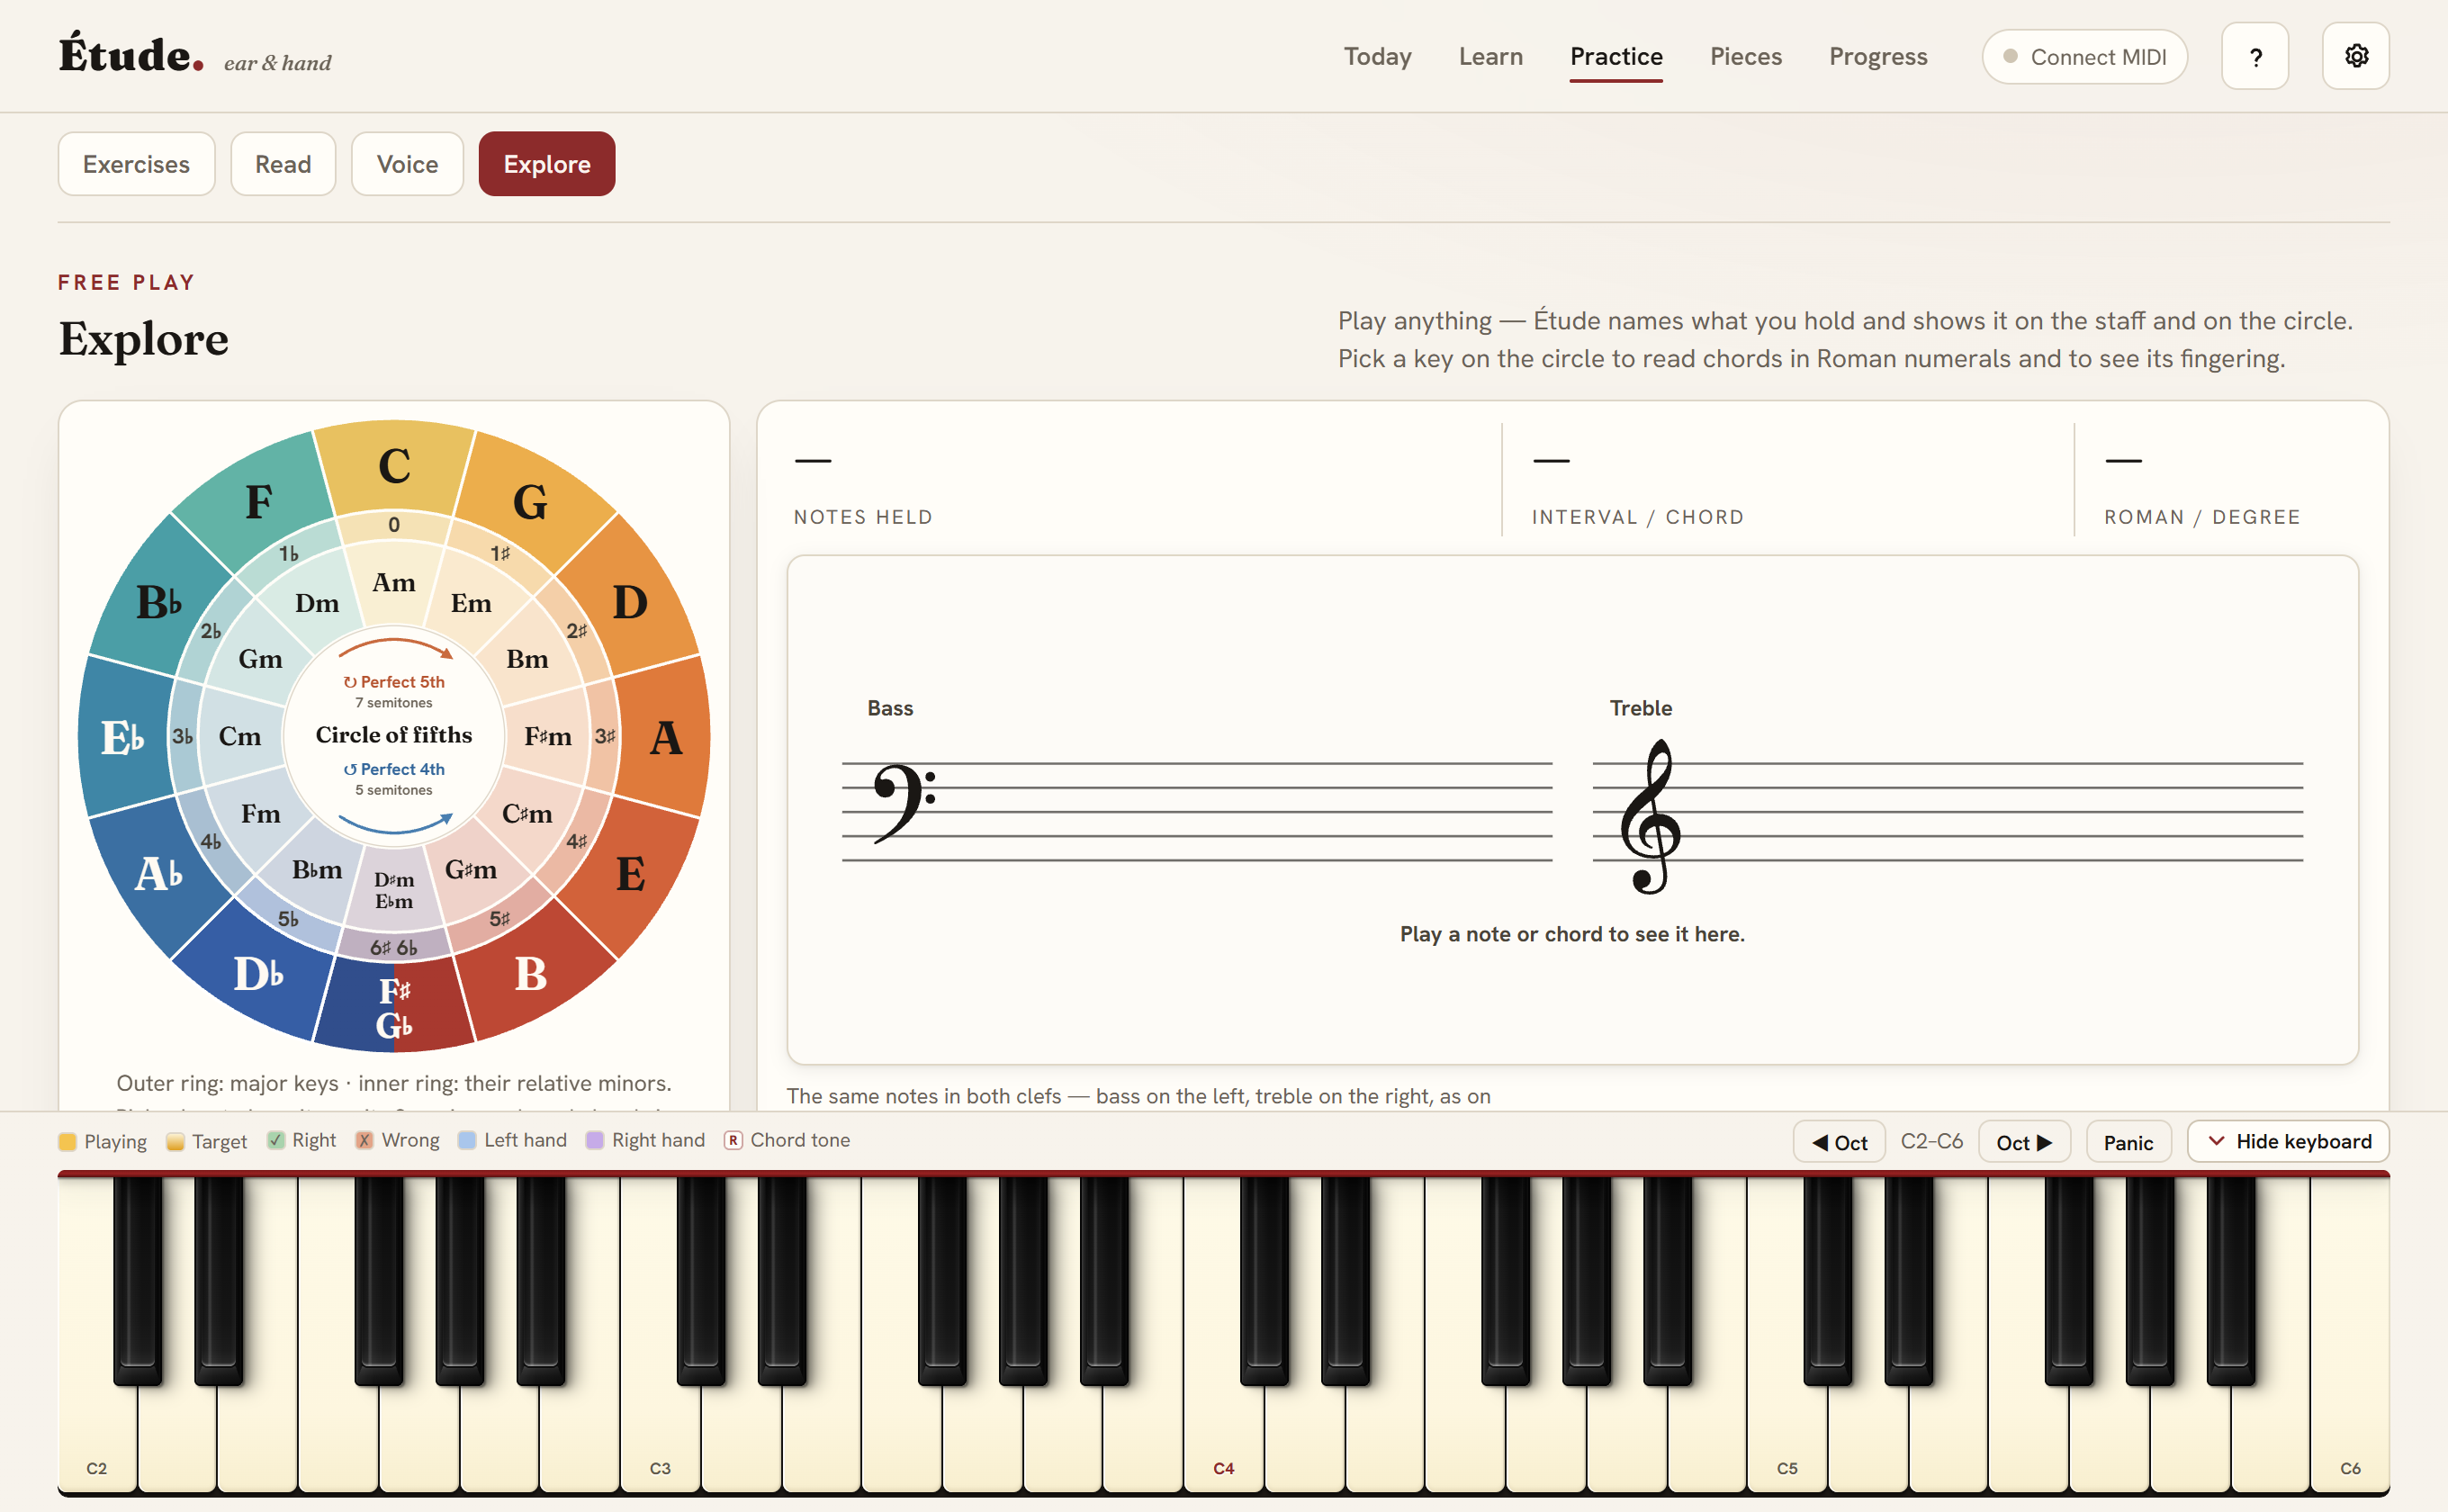 Étude. ear & hand
Today Learn Practice Pieces Progress Connect MIDI ?
Exercises Read Voice Explore
FREE PLAY
Explore
Play anything — Étude names what you hold and shows it on the staff and on the circle.
Pick a key on the circle to read chords in Roman numerals and to see its fingering.
C
G
D
A
E
B
F♯
G♭
D♭
A♭
E♭
B♭
F
0
1♯
2♯
3♯
4♯
5♯
6♯ 6♭
5♭
4♭
3♭
2♭
1♭
Am
Em
Bm
F♯m
C♯m
G♯m
D♯m
E♭m
B♭m
Fm
Cm
Gm
Dm
↻ Perfect 5th
7 semitones
Circle of fifths
↺ Perfect 4th
5 semitones
Outer ring: major keys · inner ring: their relative minors.
— — —
NOTES HELD INTERVAL / CHORD ROMAN / DEGREE
Bass Treble
Play a note or chord to see it here.
The same notes in both clefs — bass on the left, treble on the right, as on
Playing Target ✓ Right ✗ Wrong Left hand Right hand R Chord tone
◀ Oct C2–C6 Oct ▶ Panic Hide keyboard
C2 C3 C4 C5 C6